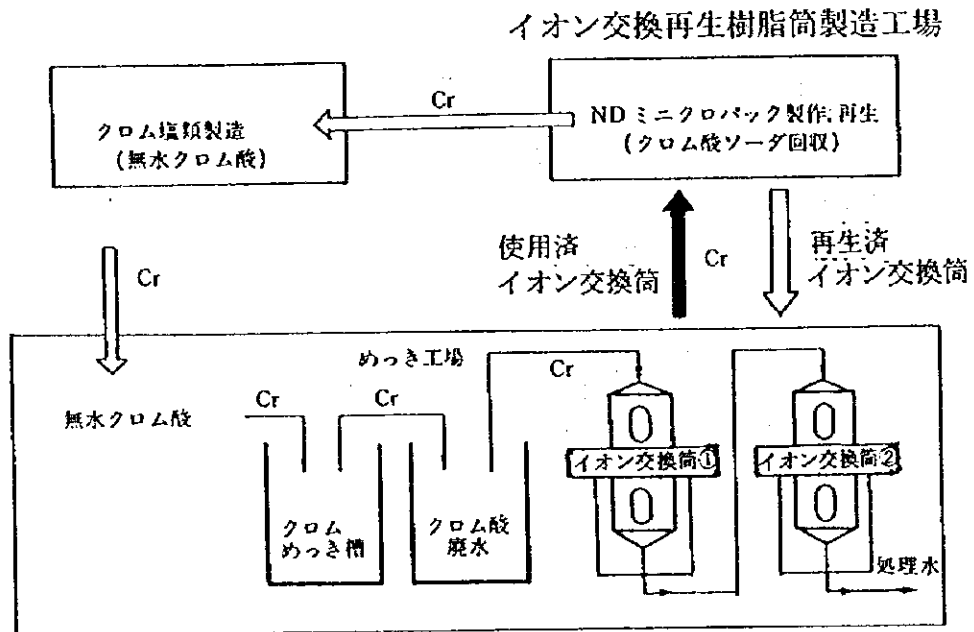 イオン交換再生樹脂筒製造工場
クロム塩類製造
(無水クロム酸)
Cr
NDミニクロパック製作,再生
(クロム酸ソーダ回収)
Cr
使用済
イオン交換筒
Cr
再生済
イオン交換筒
めっき工場
無水クロム酸
Cr
Cr
Cr
クロム
めっき槽
クロム酸
廃水
イオン交換筒①
イオン交換筒②
処理水